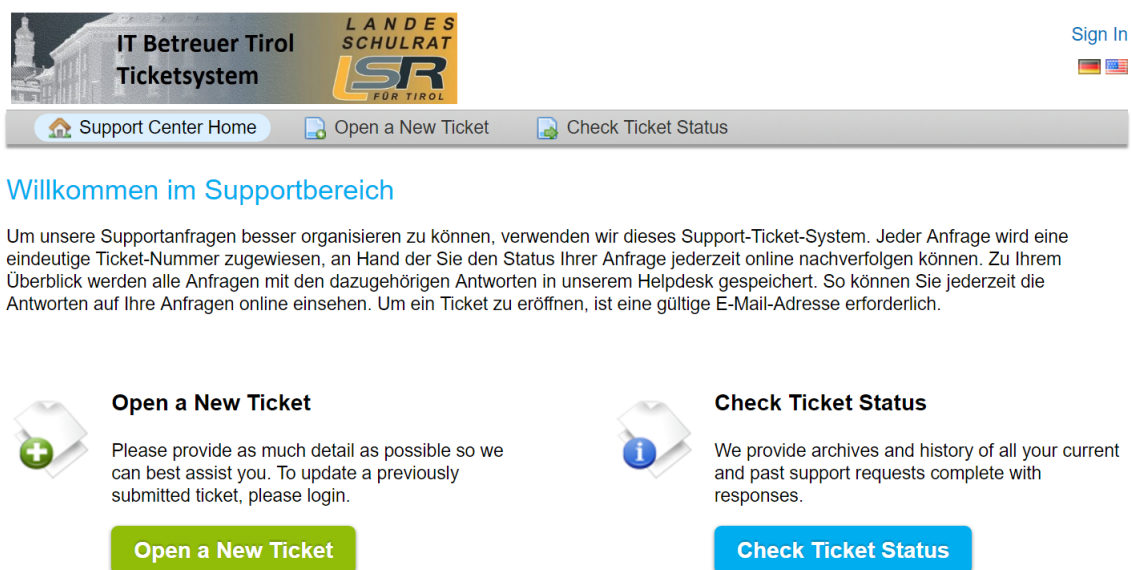 IT Betreuer Tirol
Ticketsystem
LANDES
SCHULRAT
LSR
FÜR TIROL
Sign In
Support Center Home
Open a New Ticket
Check Ticket Status
Willkommen im Supportbereich
Um unsere Supportanfragen besser organisieren zu können, verwenden wir dieses Support-Ticket-System. Jeder Anfrage wird eine
eindeutige Ticket-Nummer zugewiesen, an Hand der Sie den Status Ihrer Anfrage jederzeit online nachverfolgen können. Zu Ihrem
Überblick werden alle Anfragen mit den dazugehörigen Antworten in unserem Helpdesk gespeichert. So können Sie jederzeit die
Antworten auf Ihre Anfragen online einsehen. Um ein Ticket zu eröffnen, ist eine gültige E-Mail-Adresse erforderlich.
Open a New Ticket
Please provide as much detail as possible so we
can best assist you. To update a previously
submitted ticket, please login.
Open a New Ticket
Check Ticket Status
We provide archives and history of all your current
and past support requests complete with
responses.
Check Ticket Status